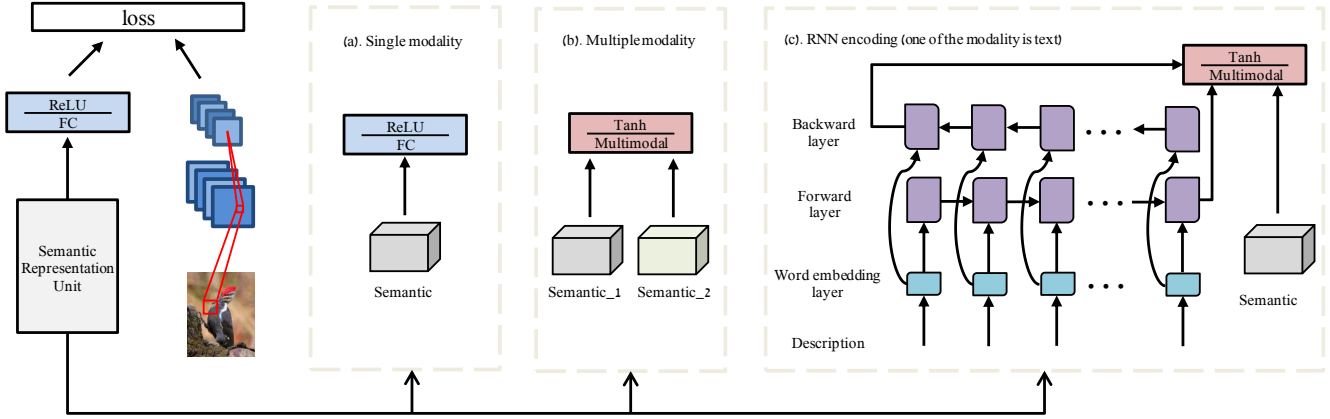 loss
ReLU
FC
Semantic
Representation
Unit
(a). Single modality
ReLU
FC
Semantic
(b). Multiple modality
Tanh
Multimodal
Semantic_1
Semantic_2
(c). RNN encoding (one of the modality is text)
Tanh
Multimodal
Backward
layer
Forward
layer
Word embedding
layer
Semantic
Description